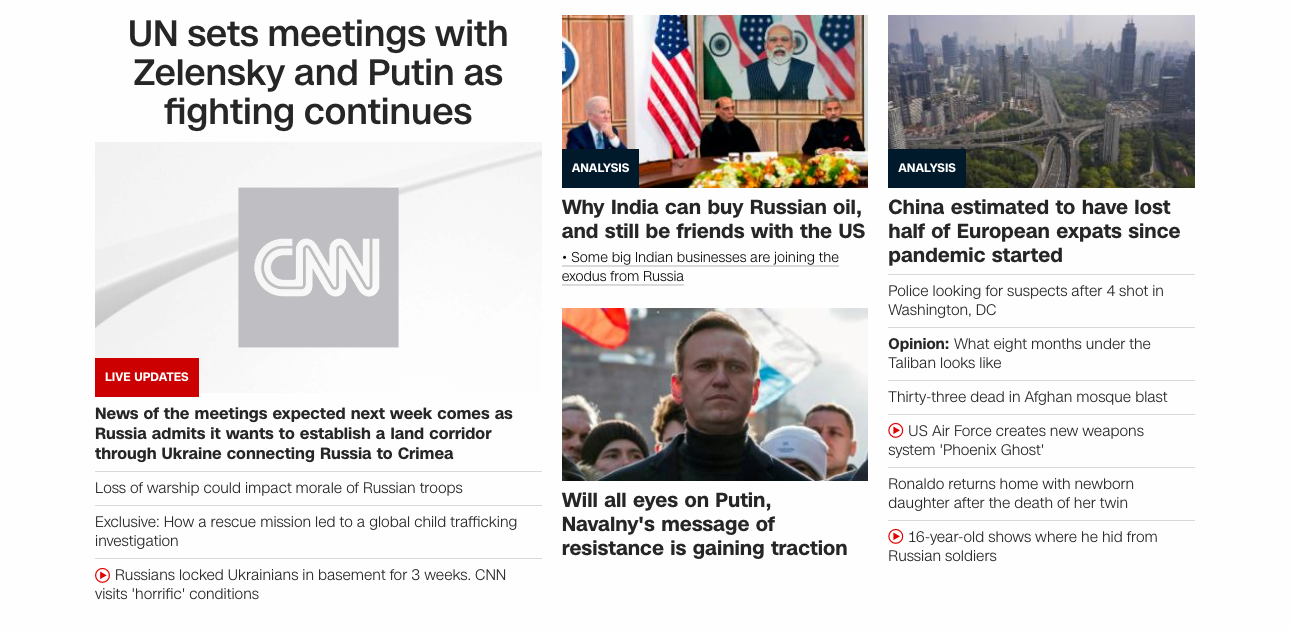 UN sets meetings with
Zelensky and Putin as
fighting continues
CNN
LIVE UPDATES
News of the meetings expected next week comes as
Russia admits it wants to establish a land corridor
through Ukraine connecting Russia to Crimea
Loss of warship could impact morale of Russian troops
Exclusive: How a rescue mission led to a global child trafficking
investigation
Russians locked Ukrainians in basement for 3 weeks. CNN
visits 'horrific' conditions
ANALYSIS
Why India can buy Russian oil,
and still be friends with the US
• Some big Indian businesses are joining the
exodus from Russia
Will all eyes on Putin,
Navalny's message of
resistance is gaining traction
ANALYSIS
China estimated to have lost
half of European expats since
pandemic started
Police looking for suspects after 4 shot in
Washington, DC
Opinion: What eight months under the
Taliban looks like
Thirty-three dead in Afghan mosque blast
US Air Force creates new weapons
system 'Phoenix Ghost'
Ronaldo returns home with newborn
daughter after the death of her twin
16-year-old shows where he hid from
Russian soldiers